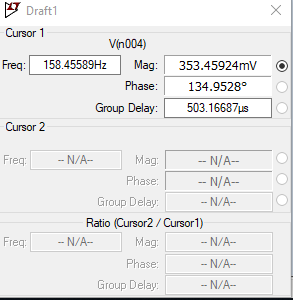 Draft1
Cursor 1
V(n004)
Freq: 158.45589Hz Mag: 353.45924mV
Phase: 134.9528°
Group Delay: 503.16687µs
Cursor 2
Freq: -- N/A-- Mag: -- N/A--
Phase: -- N/A--
Group Delay: -- N/A--
Ratio (Cursor2 / Cursor1)
Freq: -- N/A-- Mag: -- N/A--
Phase: -- N/A--
Group Delay: -- N/A--